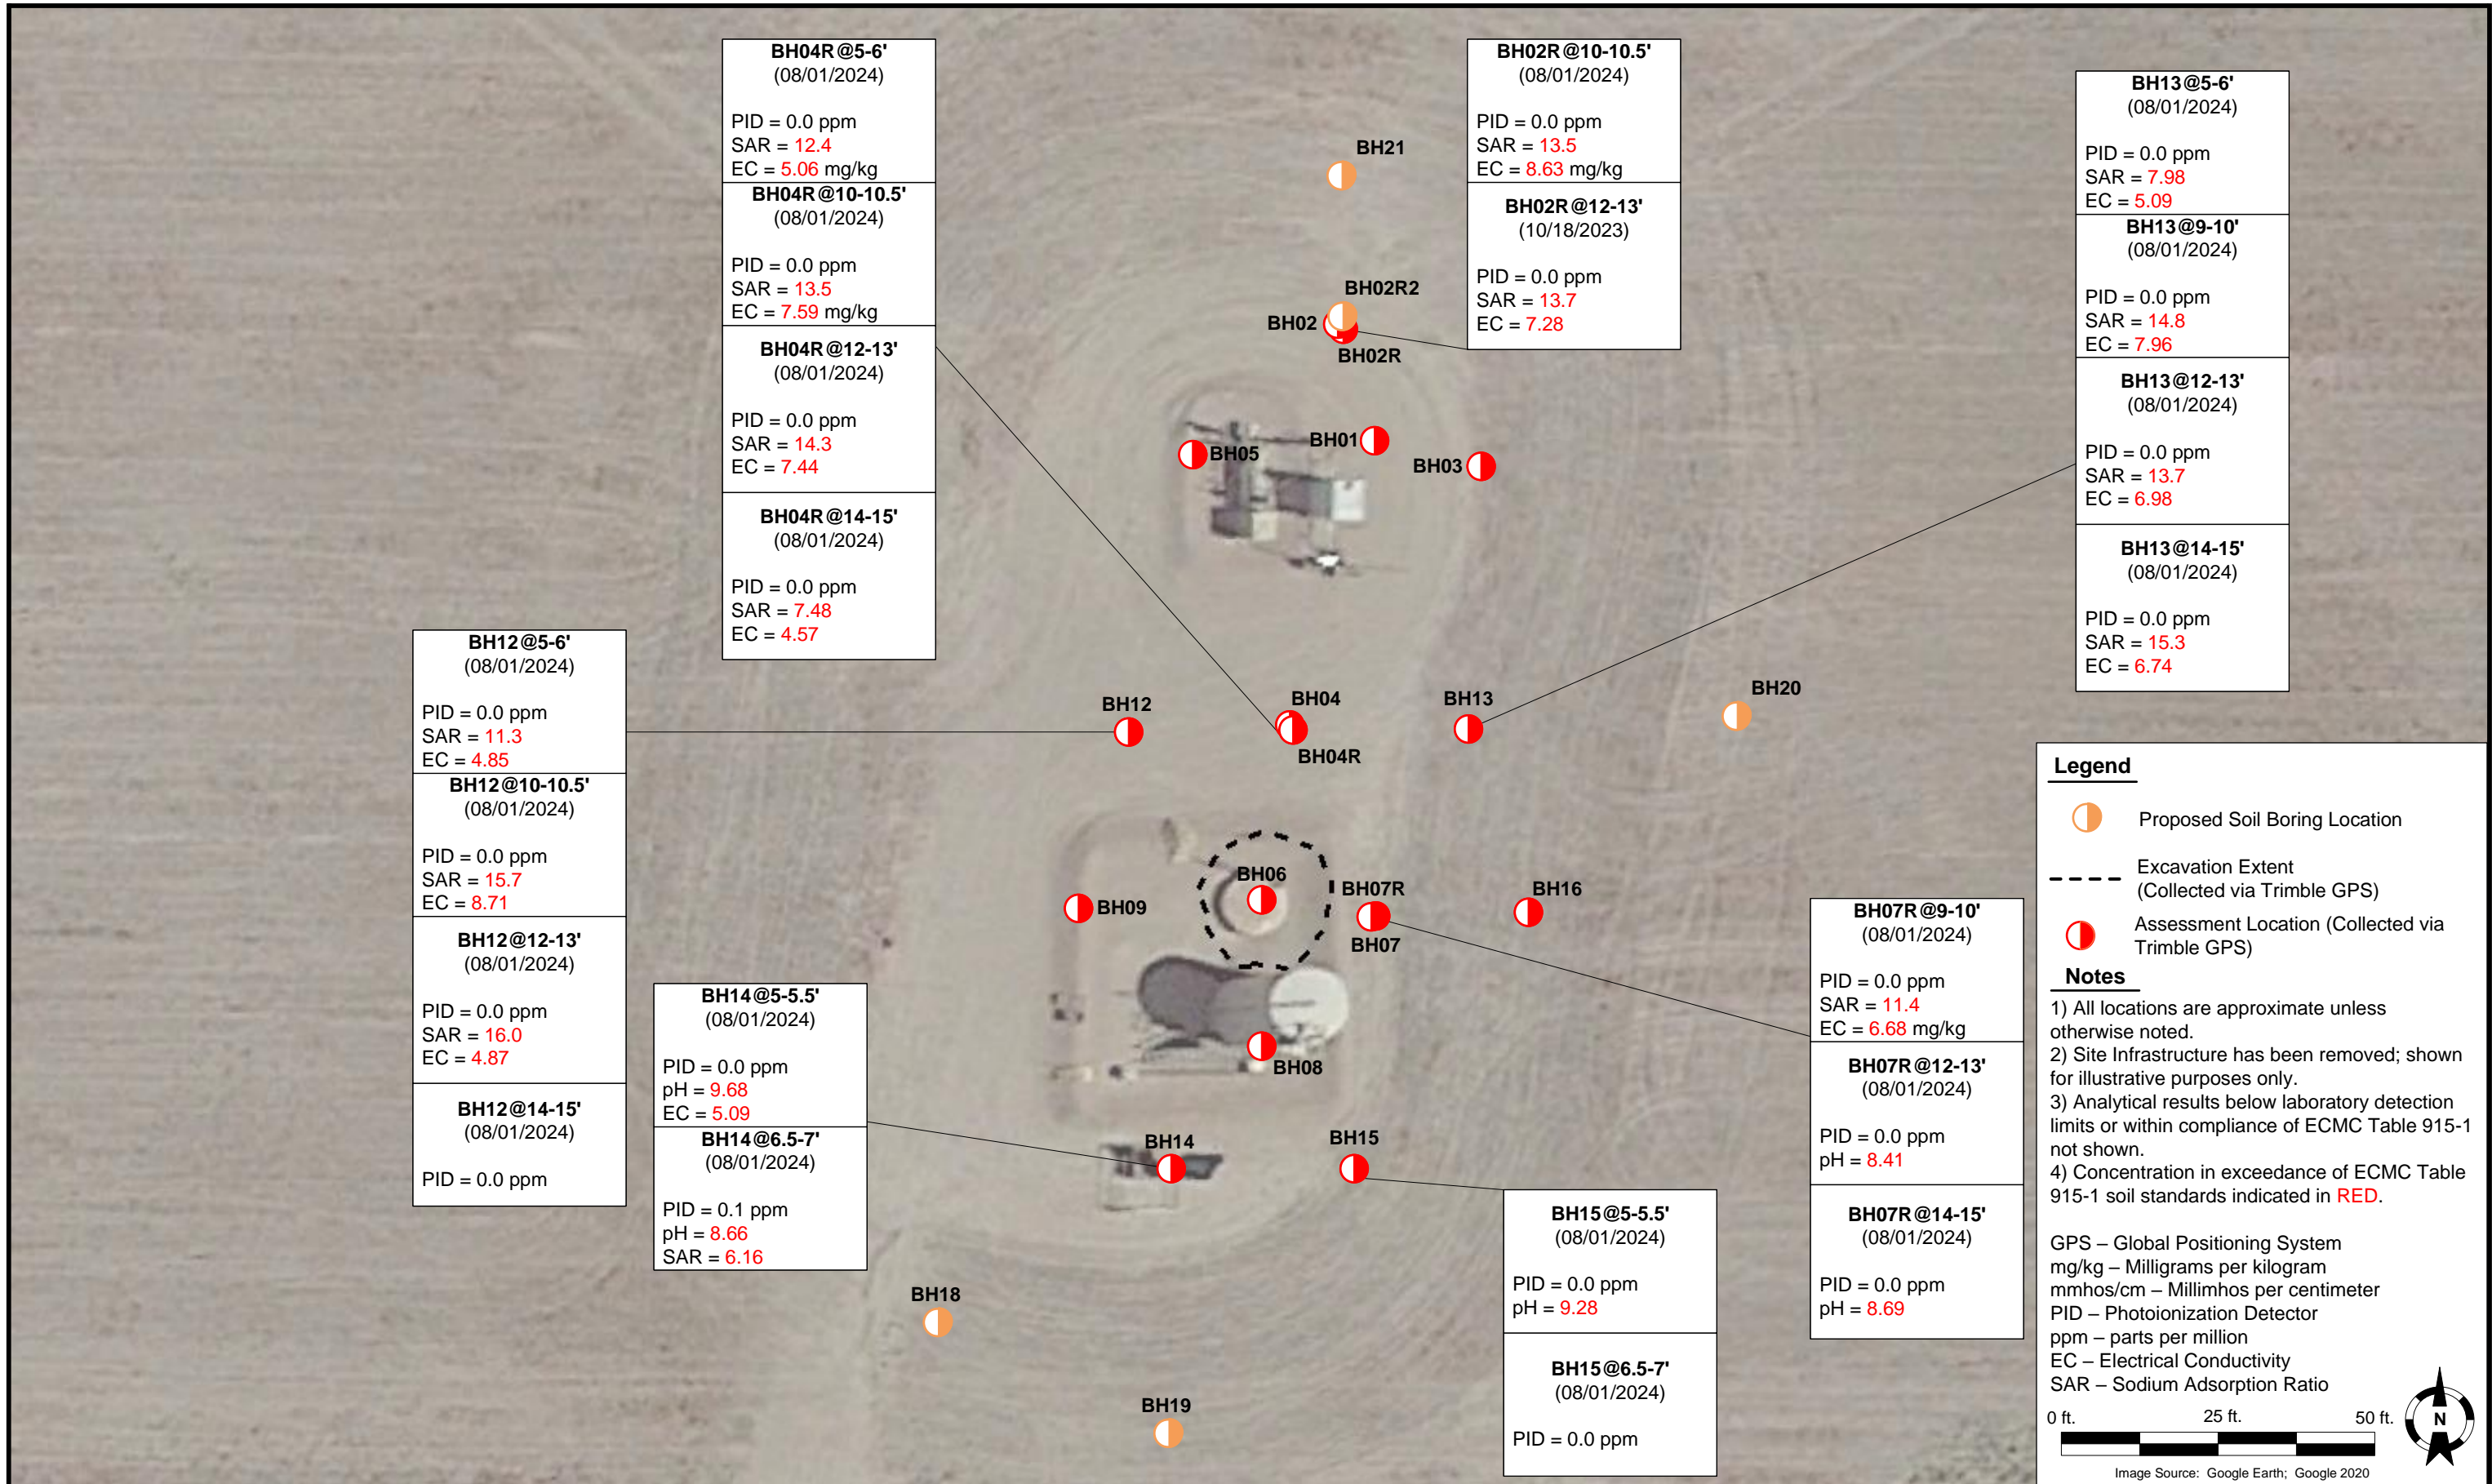 BH04R@5-6'
(08/01/2024)
PID = 0.0 ppm
SAR = 12.4
EC = 5.06 mg/kg
BH04R@10-10.5'
(08/01/2024)
PID = 0.0 ppm
SAR = 13.5
EC = 7.59 mg/kg
BH04R@12-13'
(08/01/2024)
PID = 0.0 ppm
SAR = 14.3
EC = 7.44
BH04R@14-15'
(08/01/2024)
PID = 0.0 ppm
SAR = 7.48
EC = 4.57
BH02R@10-10.5'
(08/01/2024)
PID = 0.0 ppm
SAR = 13.5
EC = 8.63 mg/kg
BH02R@12-13'
(10/18/2023)
PID = 0.0 ppm
SAR = 13.7
EC = 7.28
BH13@5-6'
(08/01/2024)
PID = 0.0 ppm
SAR = 7.98
EC = 5.09
BH13@9-10'
(08/01/2024)
PID = 0.0 ppm
SAR = 14.8
EC = 7.96
BH13@12-13'
(08/01/2024)
PID = 0.0 ppm
SAR = 13.7
EC = 6.98
BH13@14-15'
(08/01/2024)
PID = 0.0 ppm
SAR = 15.3
EC = 6.74
BH21
BH02R2
BH02
BH02R
BH01
BH05
BH03
BH12@5-6'
(08/01/2024)
PID = 0.0 ppm
SAR = 11.3
EC = 4.85
BH12@10-10.5'
(08/01/2024)
PID = 0.0 ppm
SAR = 15.7
EC = 8.71
BH12@12-13'
(08/01/2024)
PID = 0.0 ppm
SAR = 16.0
EC = 4.87
BH12@14-15'
(08/01/2024)
PID = 0.0 ppm
BH12
BH04
BH04R
BH13
BH20
BH06
BH09
BH07R
BH07
BH16
BH08
BH14@5-5.5'
(08/01/2024)
PID = 0.0 ppm
pH = 9.68
EC = 5.09
BH14@6.5-7'
(08/01/2024)
PID = 0.1 ppm
pH = 8.66
SAR = 6.16
BH14
BH15
BH18
BH19
BH15@5-5.5'
(08/01/2024)
PID = 0.0 ppm
pH = 9.28
BH15@6.5-7'
(08/01/2024)
PID = 0.0 ppm
BH07R@9-10'
(08/01/2024)
PID = 0.0 ppm
SAR = 11.4
EC = 6.68 mg/kg
BH07R@12-13'
(08/01/2024)
PID = 0.0 ppm
pH = 8.41
BH07R@14-15'
(08/01/2024)
PID = 0.0 ppm
pH = 8.69
Legend
Proposed Soil Boring Location
Excavation Extent
(Collected via Trimble GPS)
Assessment Location (Collected via
Trimble GPS)
Notes
1) All locations are approximate unless
otherwise noted.
2) Site Infrastructure has been removed; shown
for illustrative purposes only.
3) Analytical results below laboratory detection
limits or within compliance of ECMC Table 915-1
not shown.
4) Concentration in exceedance of ECMC Table
915-1 soil standards indicated in RED.
GPS – Global Positioning System
mg/kg – Milligrams per kilogram
mmhos/cm – Millimhos per centimeter
PID – Photoionization Detector
ppm – parts per million
EC – Electrical Conductivity
SAR – Sodium Adsorption Ratio
0 ft. 25 ft. 50 ft.
N
Image Source: Google Earth; Google 2020